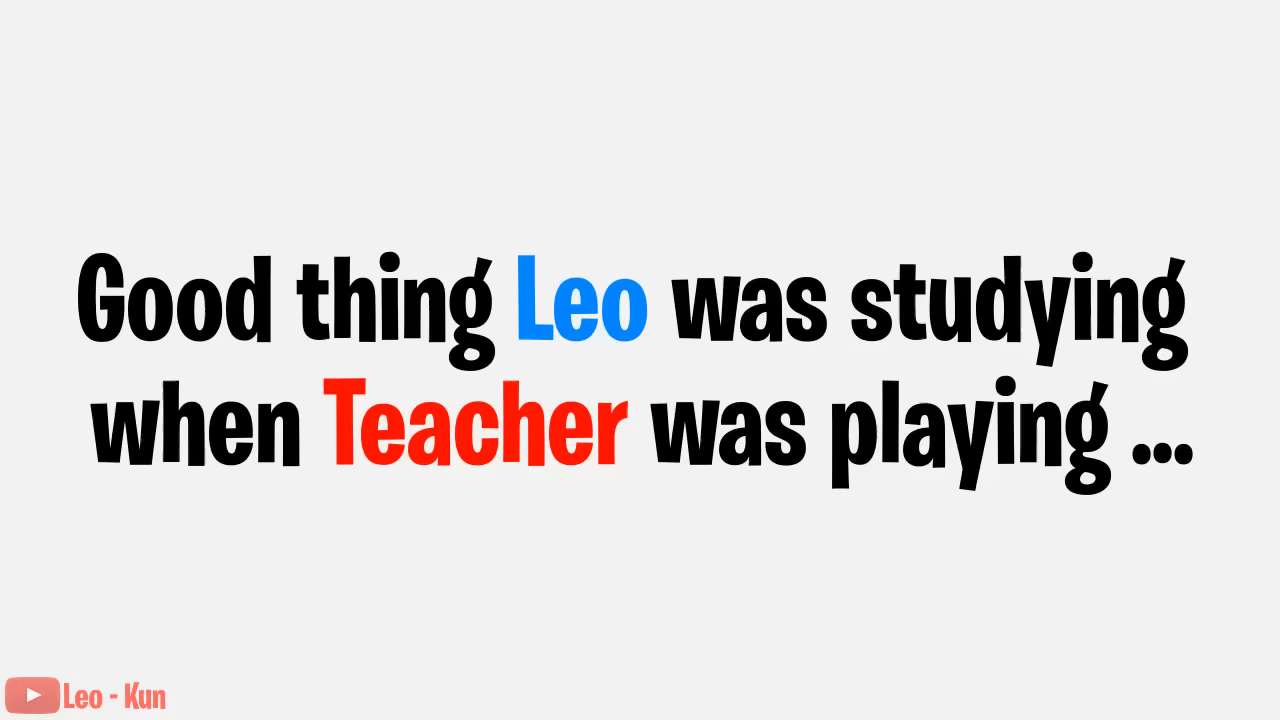 Good thing Leo was studying
when Teacher was playing ...
Leo - Kun